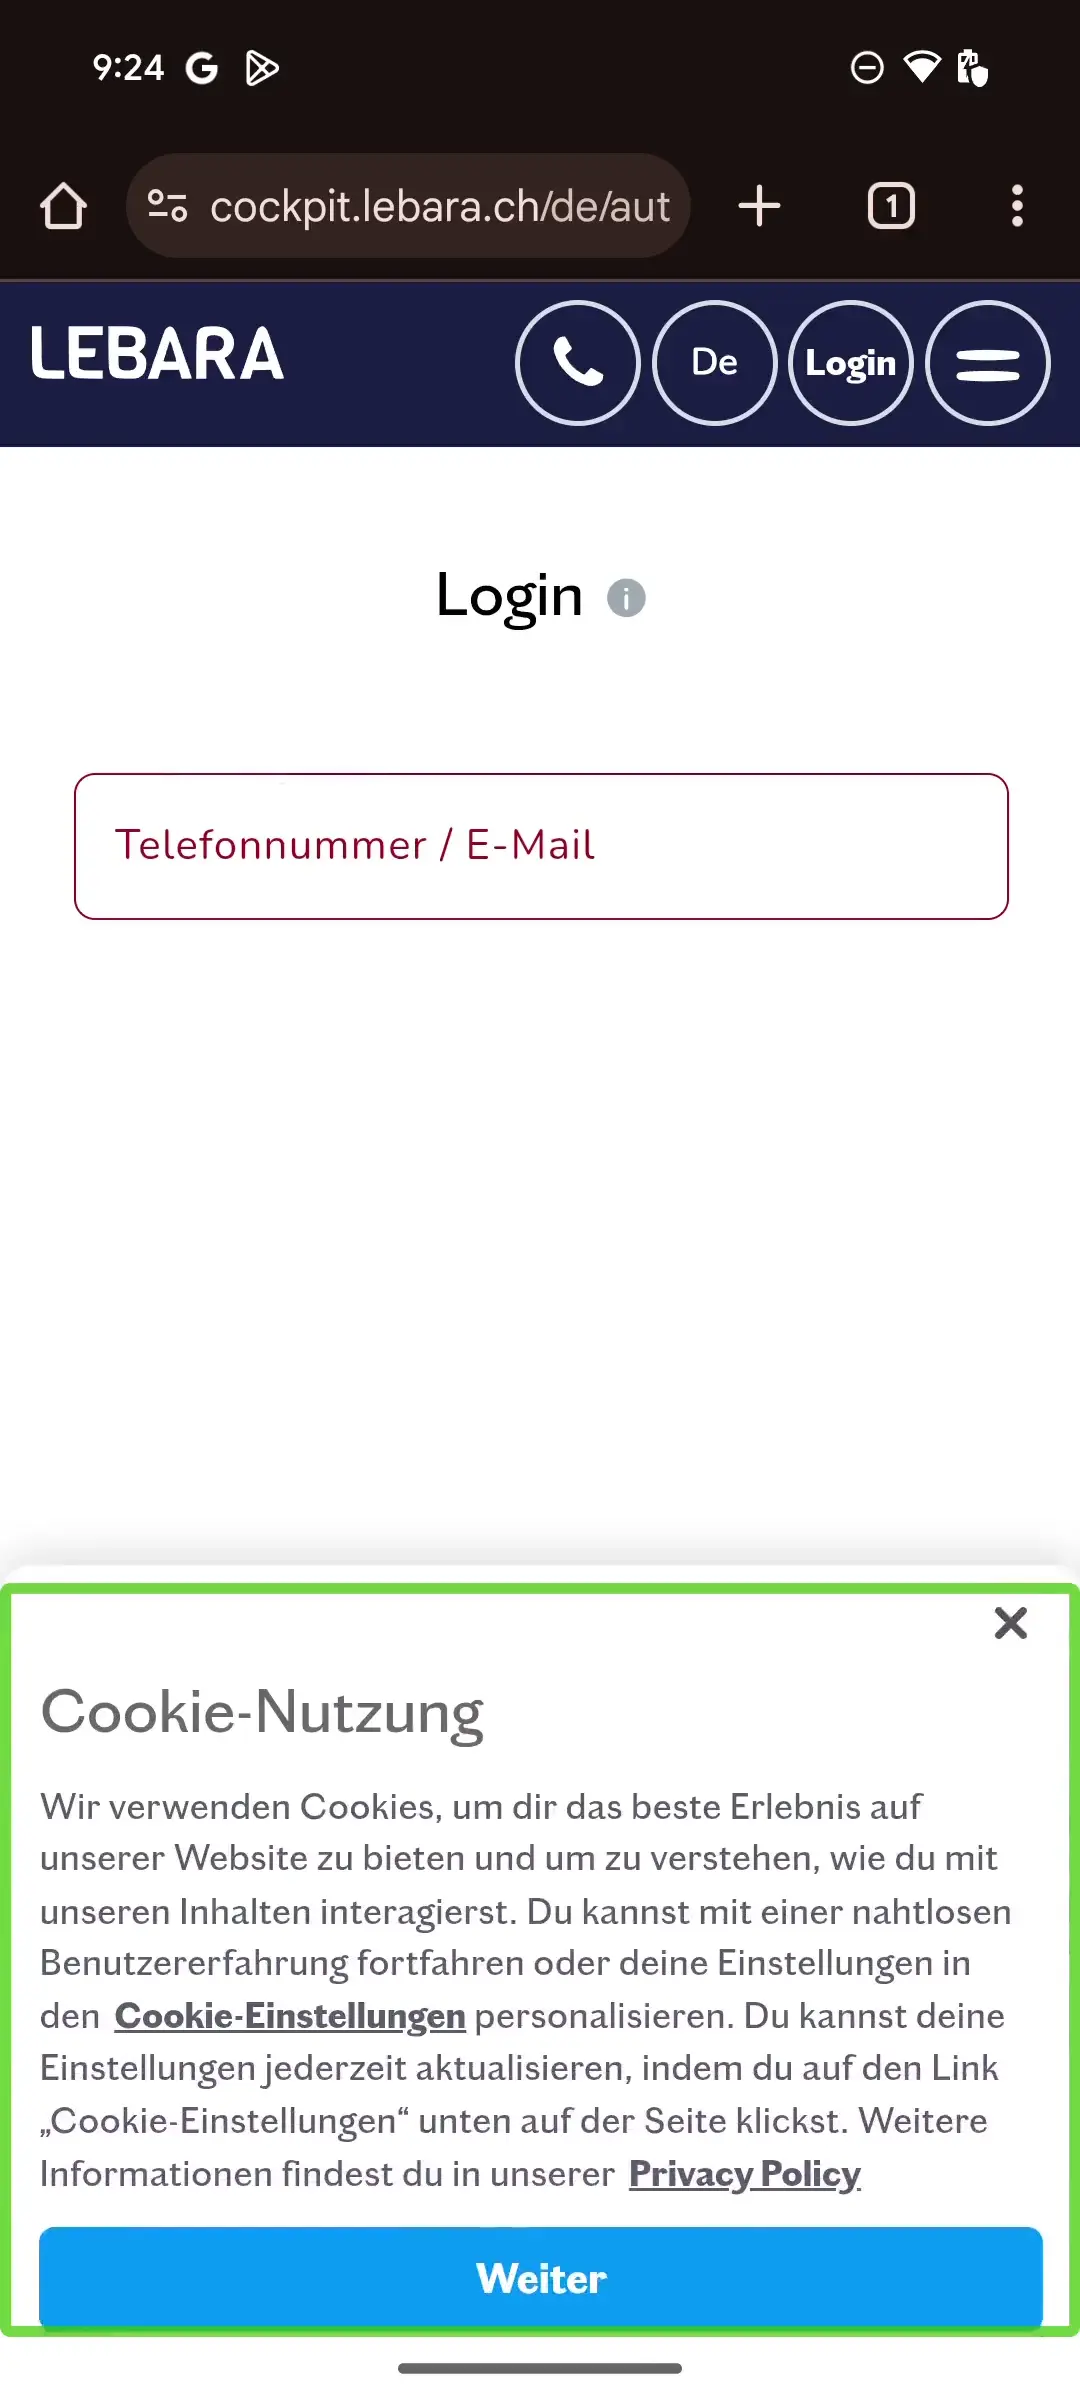 9:24
cockpit.lebara.ch/de/aut
1
LEBARA
De
Login
Login
Telefonnummer / E-Mail
Cookie-Nutzung
Wir verwenden Cookies, um dir das beste Erlebnis auf
unserer Website zu bieten und um zu verstehen, wie du mit
unseren Inhalten interagierst. Du kannst mit einer nahtlosen
Benutzererfahrung fortfahren oder deine Einstellungen in
den Cookie-Einstellungen personalisieren. Du kannst deine
Einstellungen jederzeit aktualisieren, indem du auf den Link
„Cookie-Einstellungen“ unten auf der Seite klickst. Weitere
Informationen findest du in unserer Privacy Policy
Weiter